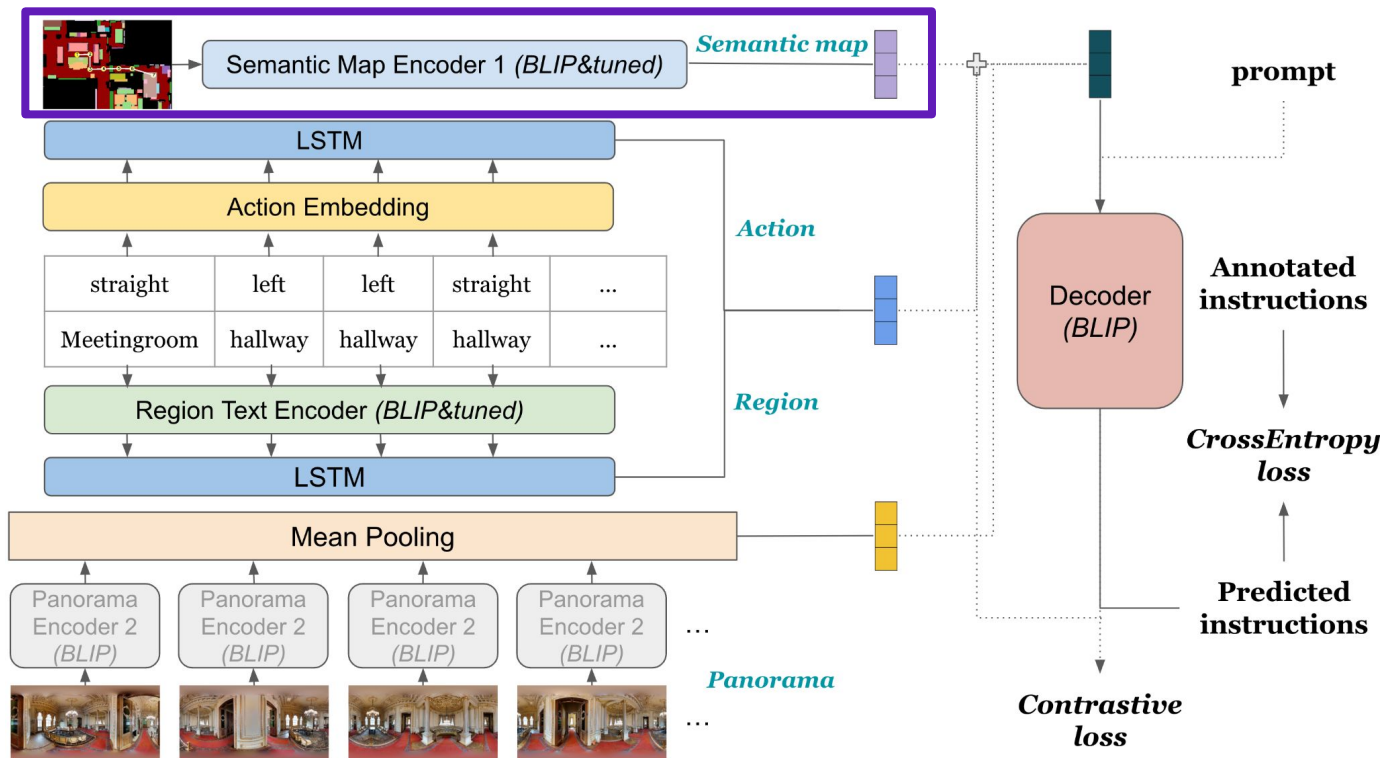 Semantic Map Encoder 1 (BLIP&tuned)
Semantic map
prompt
LSTM
Action Embedding
Action
straight left left straight ...
Meetingroom hallway hallway hallway ...
Region Text Encoder (BLIP&tuned)
Region
LSTM
Mean Pooling
Panorama
Encoder 2
(BLIP)
Panorama
Encoder 2
(BLIP)
Panorama
Encoder 2
(BLIP)
Panorama
Encoder 2
(BLIP)
...
Panorama
...
Decoder
(BLIP)
Annotated
instructions
CrossEntropy
loss
Predicted
instructions
Contrastive
loss